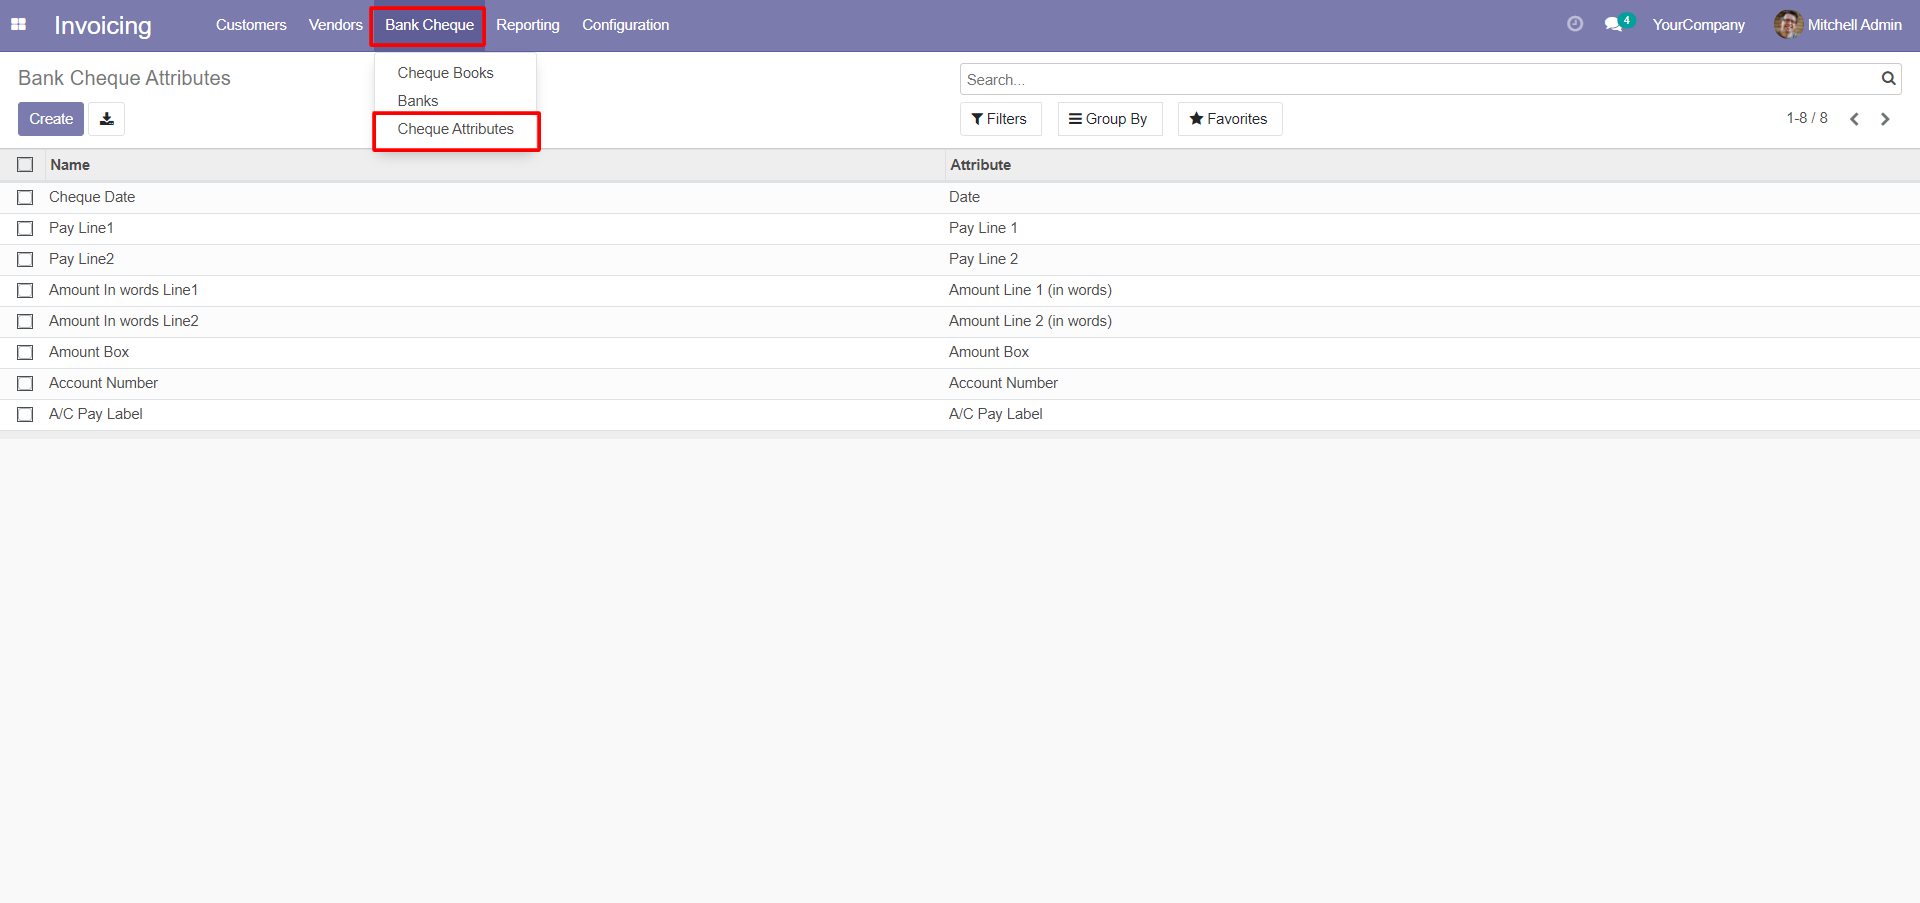 Invoicing Customers Vendors Bank Cheque Reporting Configuration 4 YourCompany Mitchell Admin
Bank Cheque Attributes
Cheque Books
Banks
Cheque Attributes
Search...
Create
Filters Group By Favorites 1-8 / 8
Name Attribute
Cheque Date Date
Pay Line1 Pay Line 1
Pay Line2 Pay Line 2
Amount In words Line1 Amount Line 1 (in words)
Amount In words Line2 Amount Line 2 (in words)
Amount Box Amount Box
Account Number Account Number
A/C Pay Label A/C Pay Label